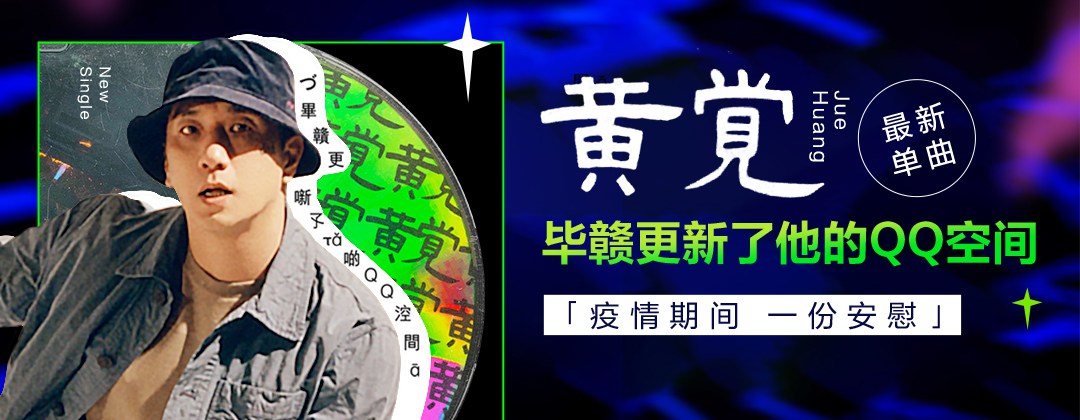 New
Single
づ畢贛更噺孒τǎ啲QQ涳間ā
黄觉
Jue
Huang
最新
单曲
毕赣更新了他的QQ空间
「疫情期间 一份安慰」